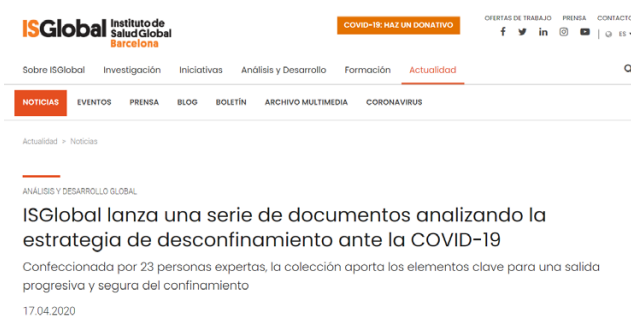 ISGlobal Instituto de
Salud Global
Barcelona
COVID-19: HAZ UN DONATIVO
OFERTAS DE TRABAJO PRENSA CONTACTO
ES
Sobre ISGlobal Investigación Iniciativas Análisis y Desarrollo Formación Actualidad
NOTICIAS EVENTOS PRENSA BLOG BOLETÍN ARCHIVO MULTIMEDIA CORONAVIRUS
Actualidad > Noticias
ANÁLISIS Y DESARROLLO GLOBAL
ISGlobal lanza una serie de documentos analizando la
estrategia de desconfinamiento ante la COVID-19
Confeccionada por 23 personas expertas, la colección aporta los elementos clave para una salida
progresiva y segura del confinamiento
17.04.2020